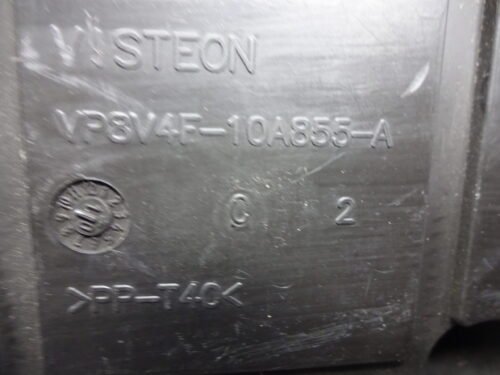 VISTEON
VP8V4F-10A855-A
C 2
>PP-T40<